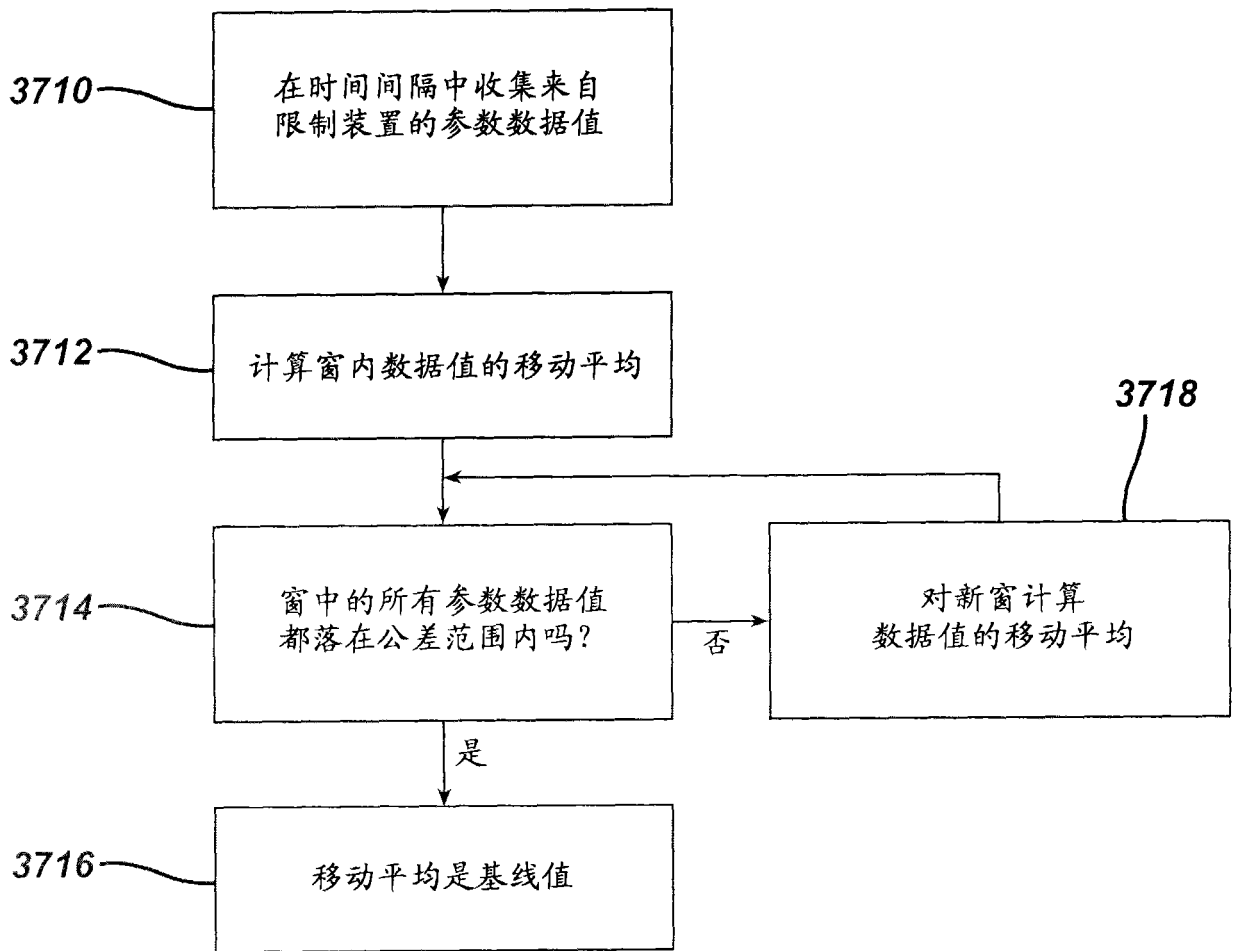 3710
在时间间隔中收集来自
限制装置的参数数据值
3712
计算窗内数据值的移动平均
3718
3714
窗中的所有参数数据值
都落在公差范围内吗?
否
对新窗计算
数据值的移动平均
是
3716
移动平均是基线值